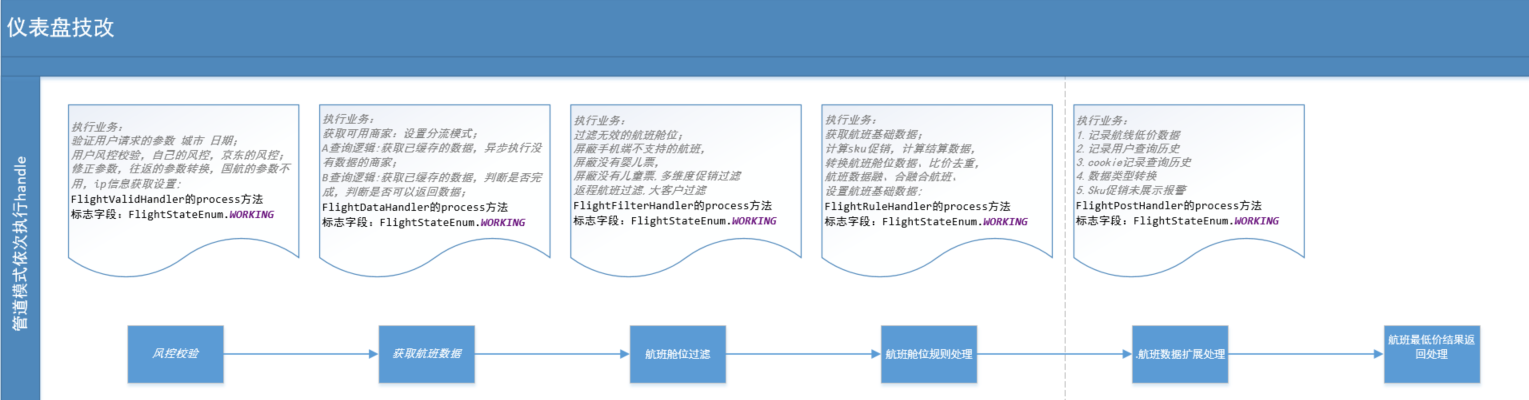 仪表盘技改
管道模式依次执行handle
执行业务：
验证用户请求的参数 城市 日期；
用户风控校验，自己的风控，京东的风控；
修正参数，往返的参数转换，国航的参数不
用，ip信息获取设置：
FlightValidHandler的process方法
标志字段：FlightStateEnum.WORKING
执行业务：
获取可用商家：设置分流模式；
A查询逻辑：获取已缓存的数据，异步执行没
有数据的商家；
B查询逻辑：获取已缓存的数据，判断是否完
成，判断是否可以返回数据；
FlightDataHandler的process方法
标志字段：FlightStateEnum.WORKING
执行业务：
过滤无效的航班舱位；
屏蔽手机端不支持的航班，
屏蔽没有婴儿票，
屏蔽没有儿童票，多维度促销过滤
返程航班过滤，大客户过滤
FlightFilterHandler的process方法
标志字段：FlightStateEnum.WORKING
执行业务：
获取航班基础数据；
计算sku促销，计算结算数据，
转换航班舱位数据、比价去重，
航班数据融、合融合航班、
设置航班基础数据：
FlightRuleHandler的process方法
标志字段：FlightStateEnum.WORKING
执行业务：
1.记录航线低价数据
2.记录用户查询历史
3.cookie记录查询历史
4.数据类型转换
5.Sku促销未展示报警
FlightPostHandler的process方法
标志字段：FlightStateEnum.WORKING
风控校验
获取航班数据
航班舱位过滤
航班舱位规则处理
.航班数据扩展处理
航班最低价结果返
回处理